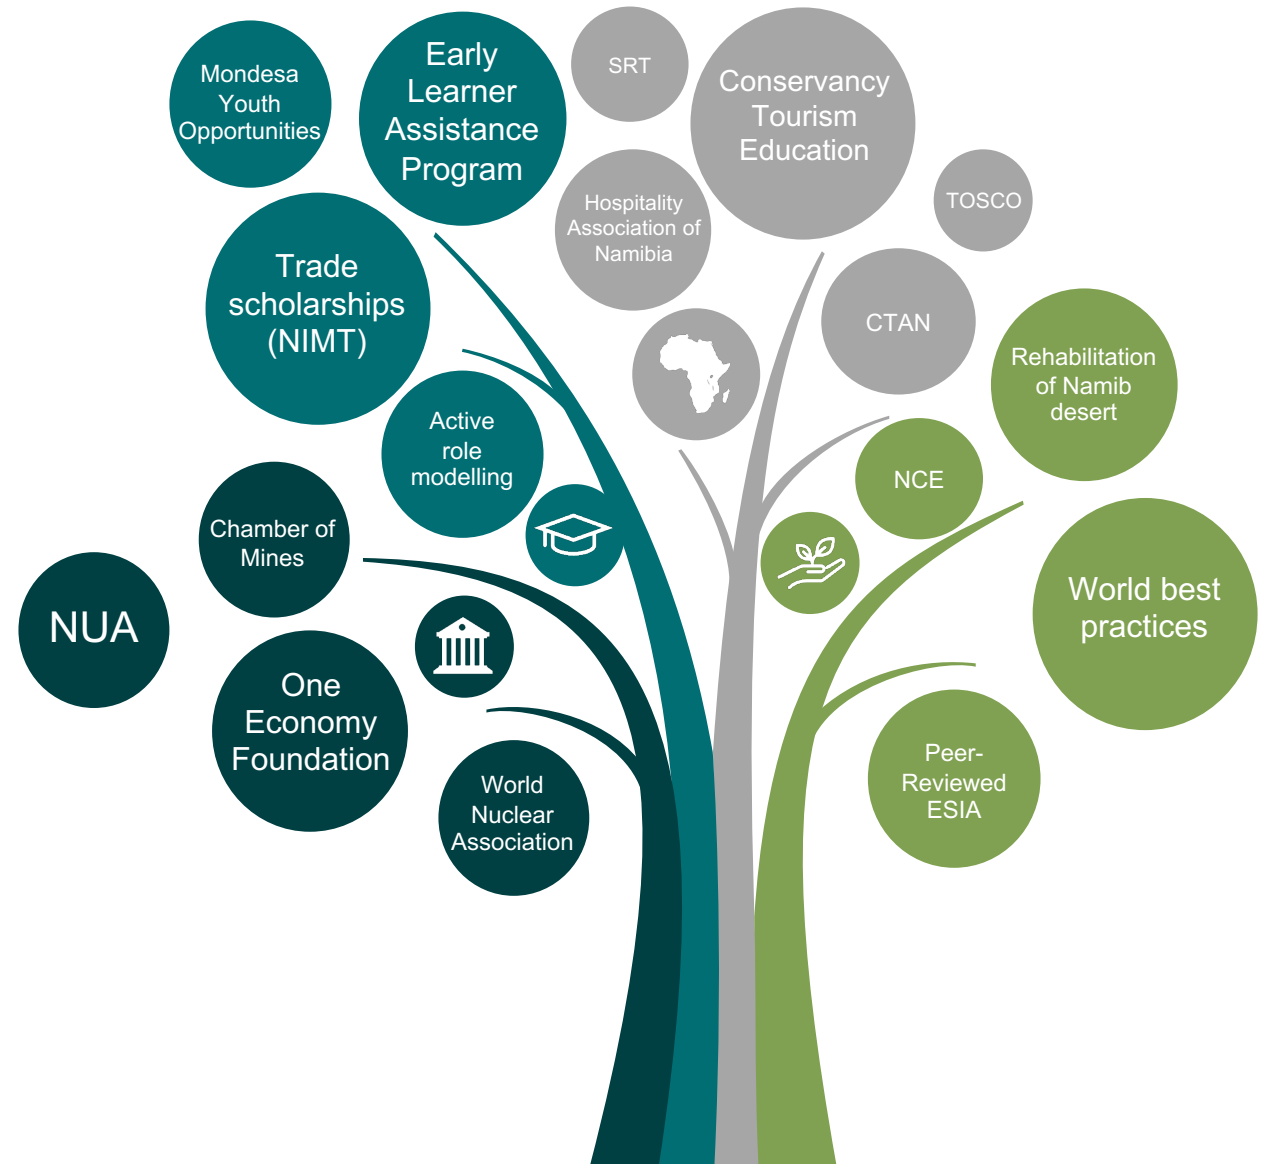 Mondesa
Youth
Opportunities
Early
Learner
Assistance
Program
SRT
Conservancy
Tourism
Education
Hospitality
Association of
Namibia
TOSCO
Trade
scholarships
(NIMT)
CTAN
Rehabilitation
of Namib
desert
Active
role
modelling
NCE
Chamber of
Mines
NUA
World best
practices
One
Economy
Foundation
World
Nuclear
Association
Peer-
Reviewed
ESIA